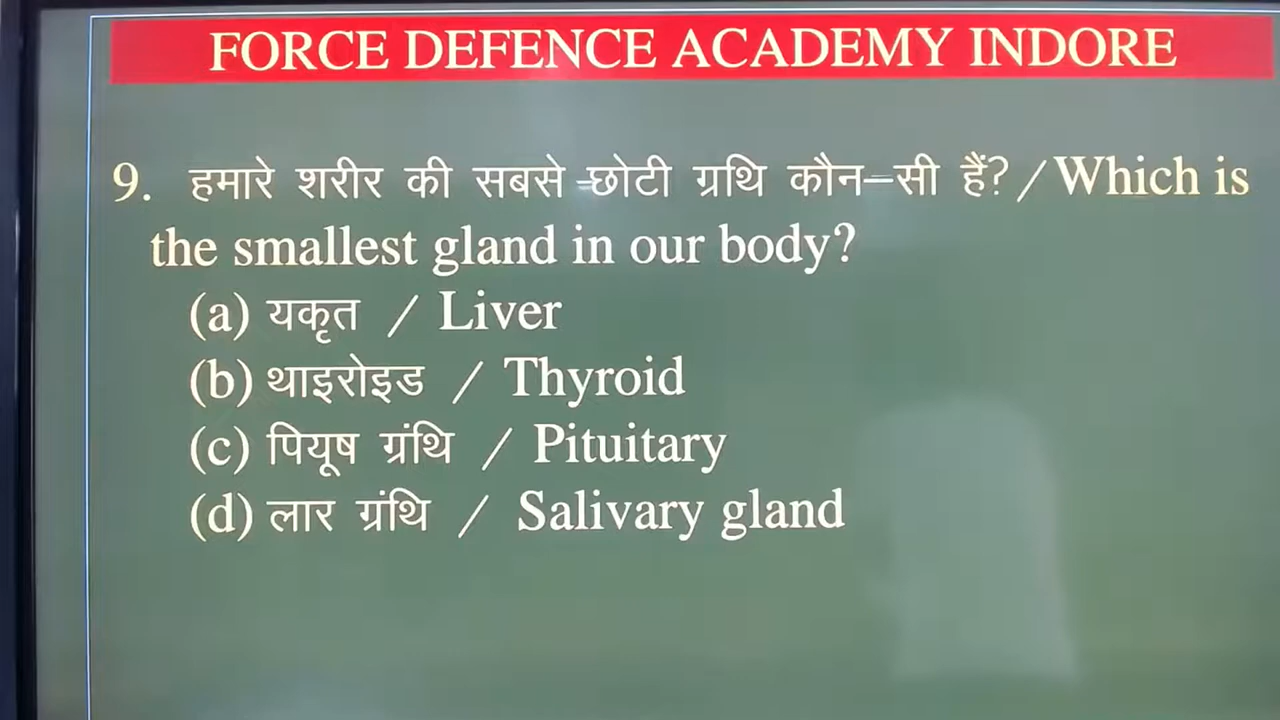 FORCE DEFENCE ACADEMY INDORE
9. हमारे शरीर की सबसे छोटी ग्रथि कौन–सी हैं? / Which is
the smallest gland in our body?
(a) यकृत / Liver
(b) थाइरोइड / Thyroid
(c) पियूष ग्रंथि / Pituitary
(d) लार ग्रंथि / Salivary gland